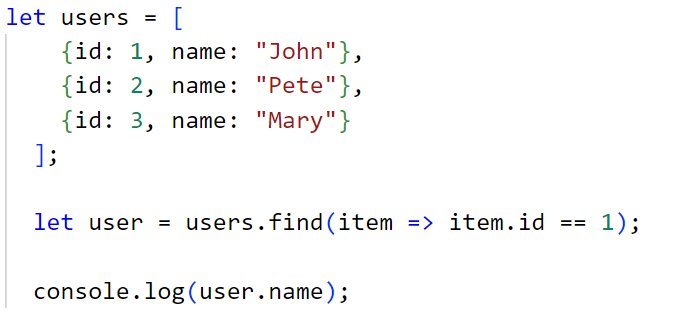 let users = [
    {id: 1, name: "John"},
    {id: 2, name: "Pete"},
    {id: 3, name: "Mary"}
  ];

  let user = users.find(item => item.id == 1);

  console.log(user.name);